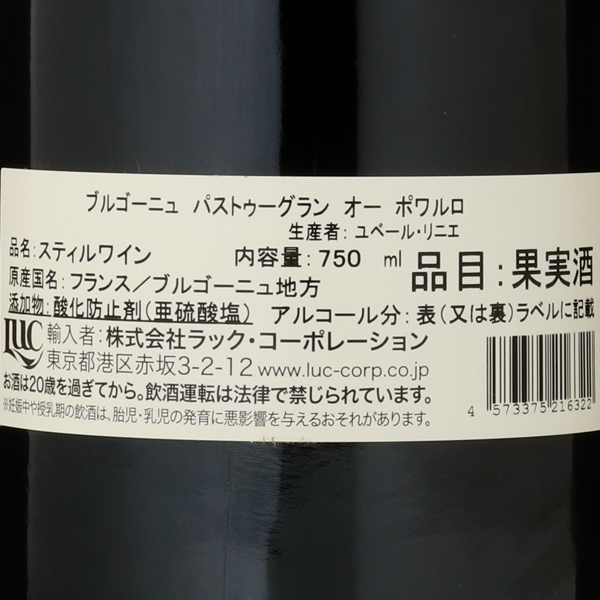 ブルゴーニュ　パストゥーグラン　オー　ポワルロ
生産者：ユベール・リニエ
品名：スティルワイン　内容量：750 ml
品目：果実酒
原産国名：フランス／ブルゴーニュ地方
添加物：酸化防止剤（亜硫酸塩）　アルコール分：表（又は裏）ラベルに記載
LUC
輸入者：株式会社ラック・コーポレーション
東京都港区赤坂3-2-12 www.luc-corp.co.jp
お酒は20歳を過ぎてから。飲酒運転は法律で禁じられています。
※妊娠中や授乳期の飲酒は、胎児・乳児の発育に悪影響を与えるおそれがあります。
4 573375 216322